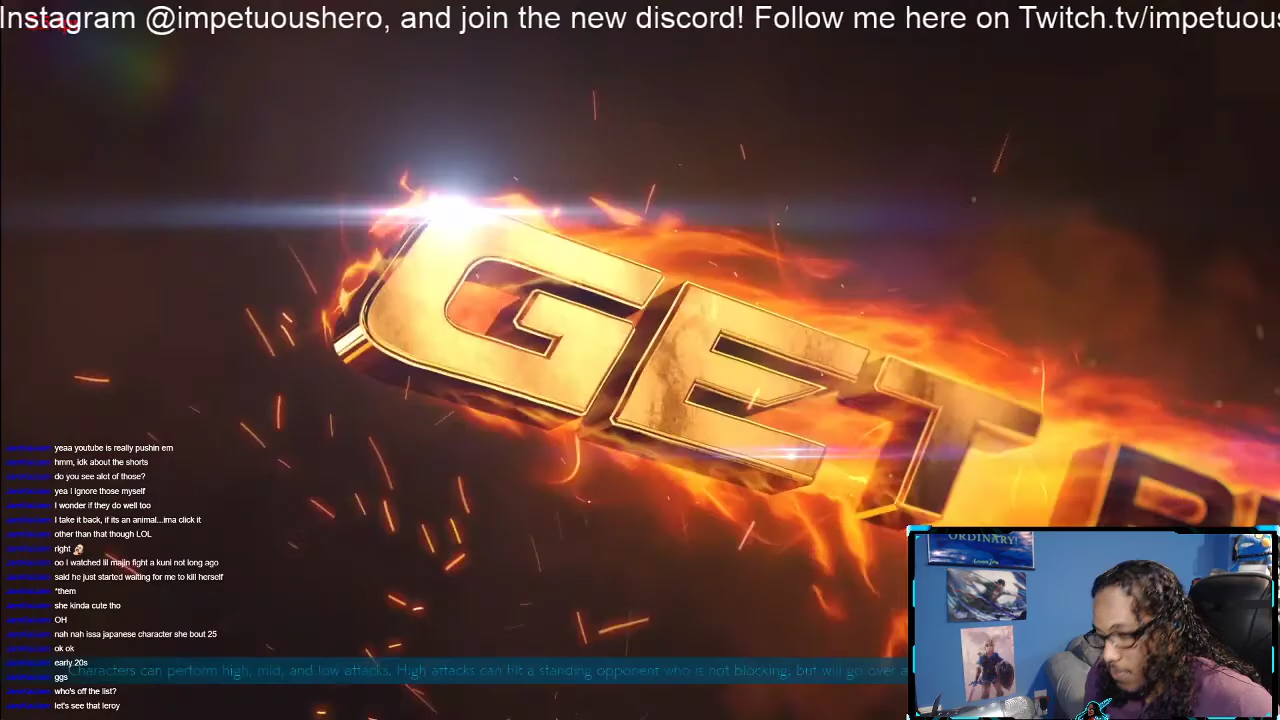 Instagram @impetuoushero, and join the new discord! Follow me here on Twitch.tv/impetuous
GET
yeaa youtube is really pushin em
hmm, idk about the shorts
do you see alot of those?
yea I ignore those myself
I wonder if they do well too
I take it back, if its an animal...ima click it
other than that though LOL
right
oo I watched lil majin fight a kuni not long ago
said he just started waiting for me to kill herself
*them
she kinda cute tho
OH
nah nah issa japanese character she bout 25
ok ok
early 20s
ggs
who's off the list?
let's see that leroy
Characters can perform high, mid, and low attacks. High attacks can hit a standing opponent who is not blocking, but will go over a
ORDINARY!